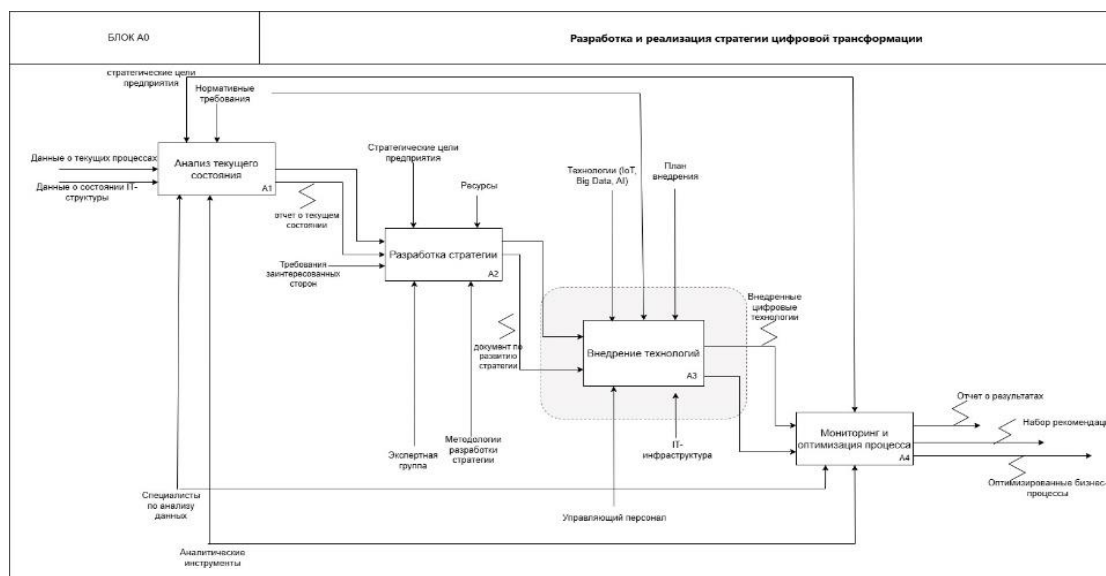 БЛОК А0
Разработка и реализация стратегии цифровой трансформации
стратегические цели
предприятия
Нормативные
требования
Данные о текущих процессах
Данные о состоянии IT-
структуры
Анализ текущего
состояния
A1
отчет о текущем
состоянии
Стратегические цели
предприятия
Ресурсы
Требования
заинтересованных
сторон
Разработка стратегии
A2
документ по
развитию
стратегии
Технологии (IoT,
Big Data, AI)
План
внедрения
Внедренные
цифровые
технологии
Внедрение технологий
A3
Экспертная
группа
Методологии
разработки
стратегии
IT-
инфраструктура
Управляющий персонал
Мониторинг и
оптимизация процесса
A4
Отчет о результатах
Набор рекомендаци
Оптимизированные бизнес-
процессы
Специалисты
по анализу
данных
Аналитические
инструменты